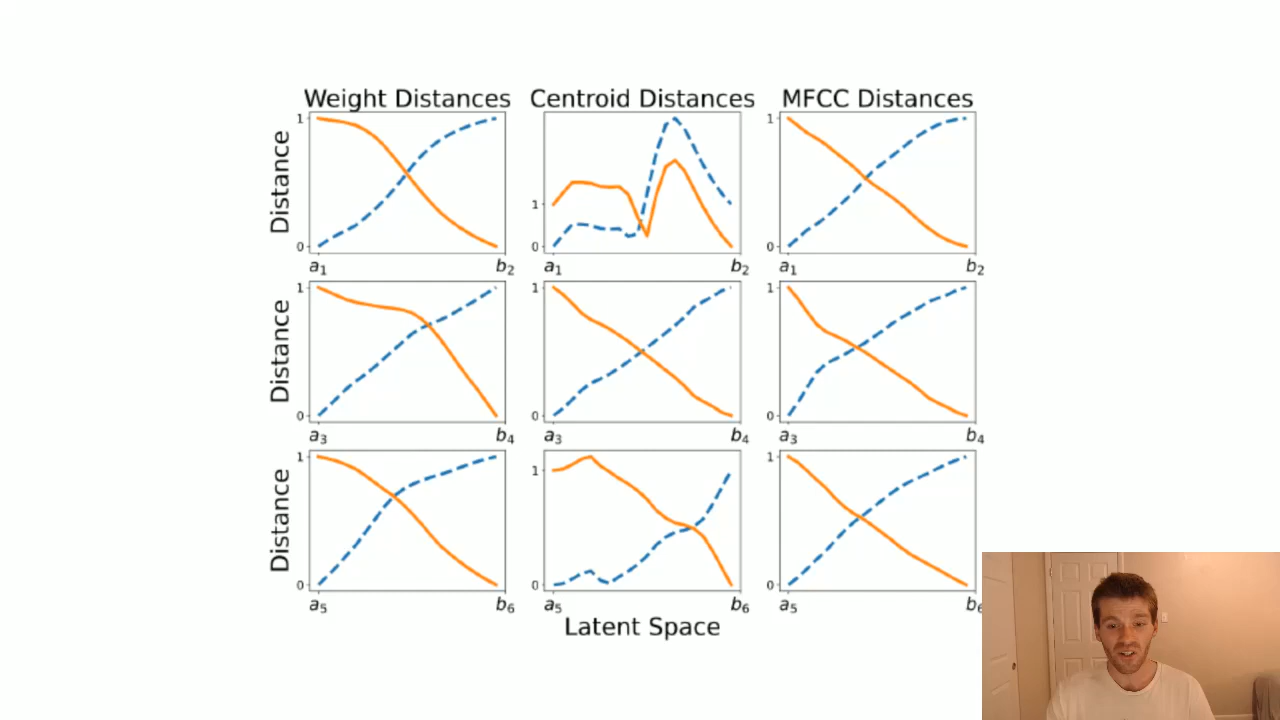 Weight Distances Centroid Distances MFCC Distances
Distance
1
0
a₁ b₂
1
0
a₁ b₂
1
0
a₁ b₂
Distance
1
0
a₃ b₄
1
0
a₃ b₄
1
0
a₃ b₄
Distance
1
0
a₅ b₆
1
0
a₅ b₆
1
0
a₅ b₆
Latent Space